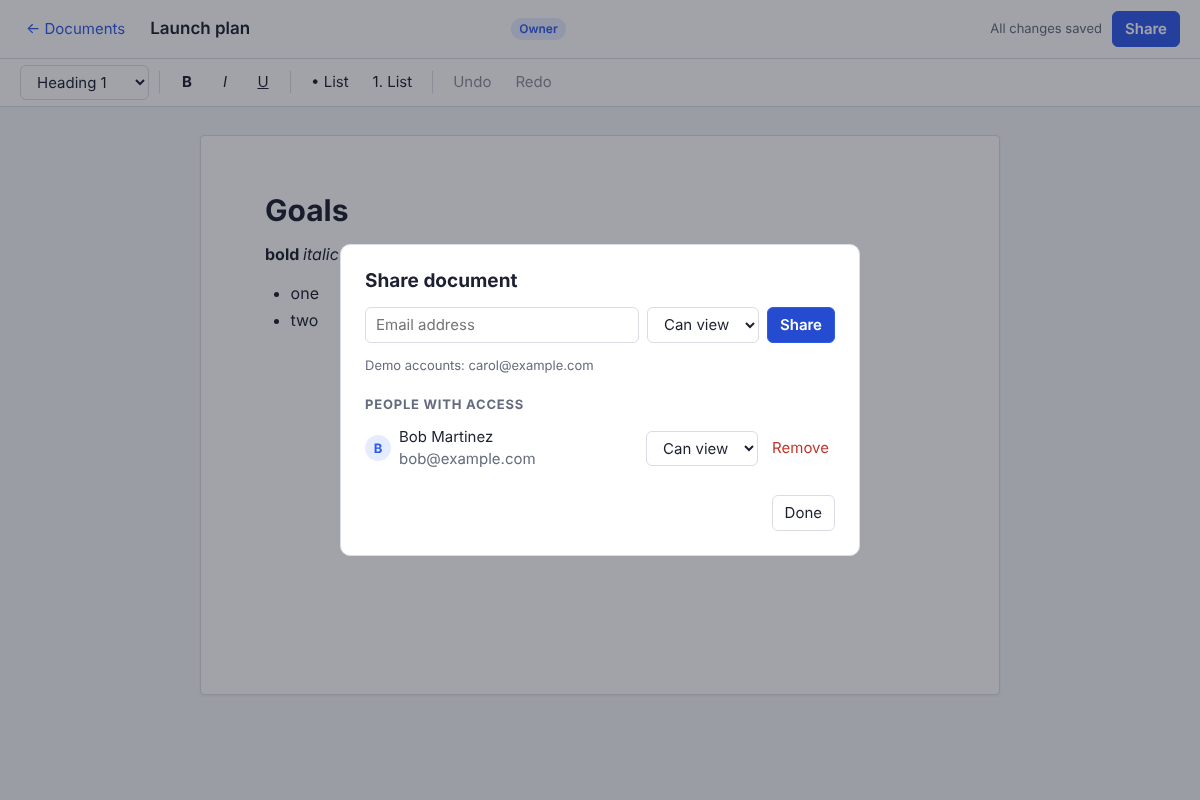 ← Documents Launch plan Owner All changes saved Share
Heading 1 B I U • List 1. List Undo Redo
Goals
bold italic
• one
• two
Share document
Email address Can view Share
Demo accounts: carol@example.com
PEOPLE WITH ACCESS
B Bob Martinez Can view Remove
bob@example.com
Done